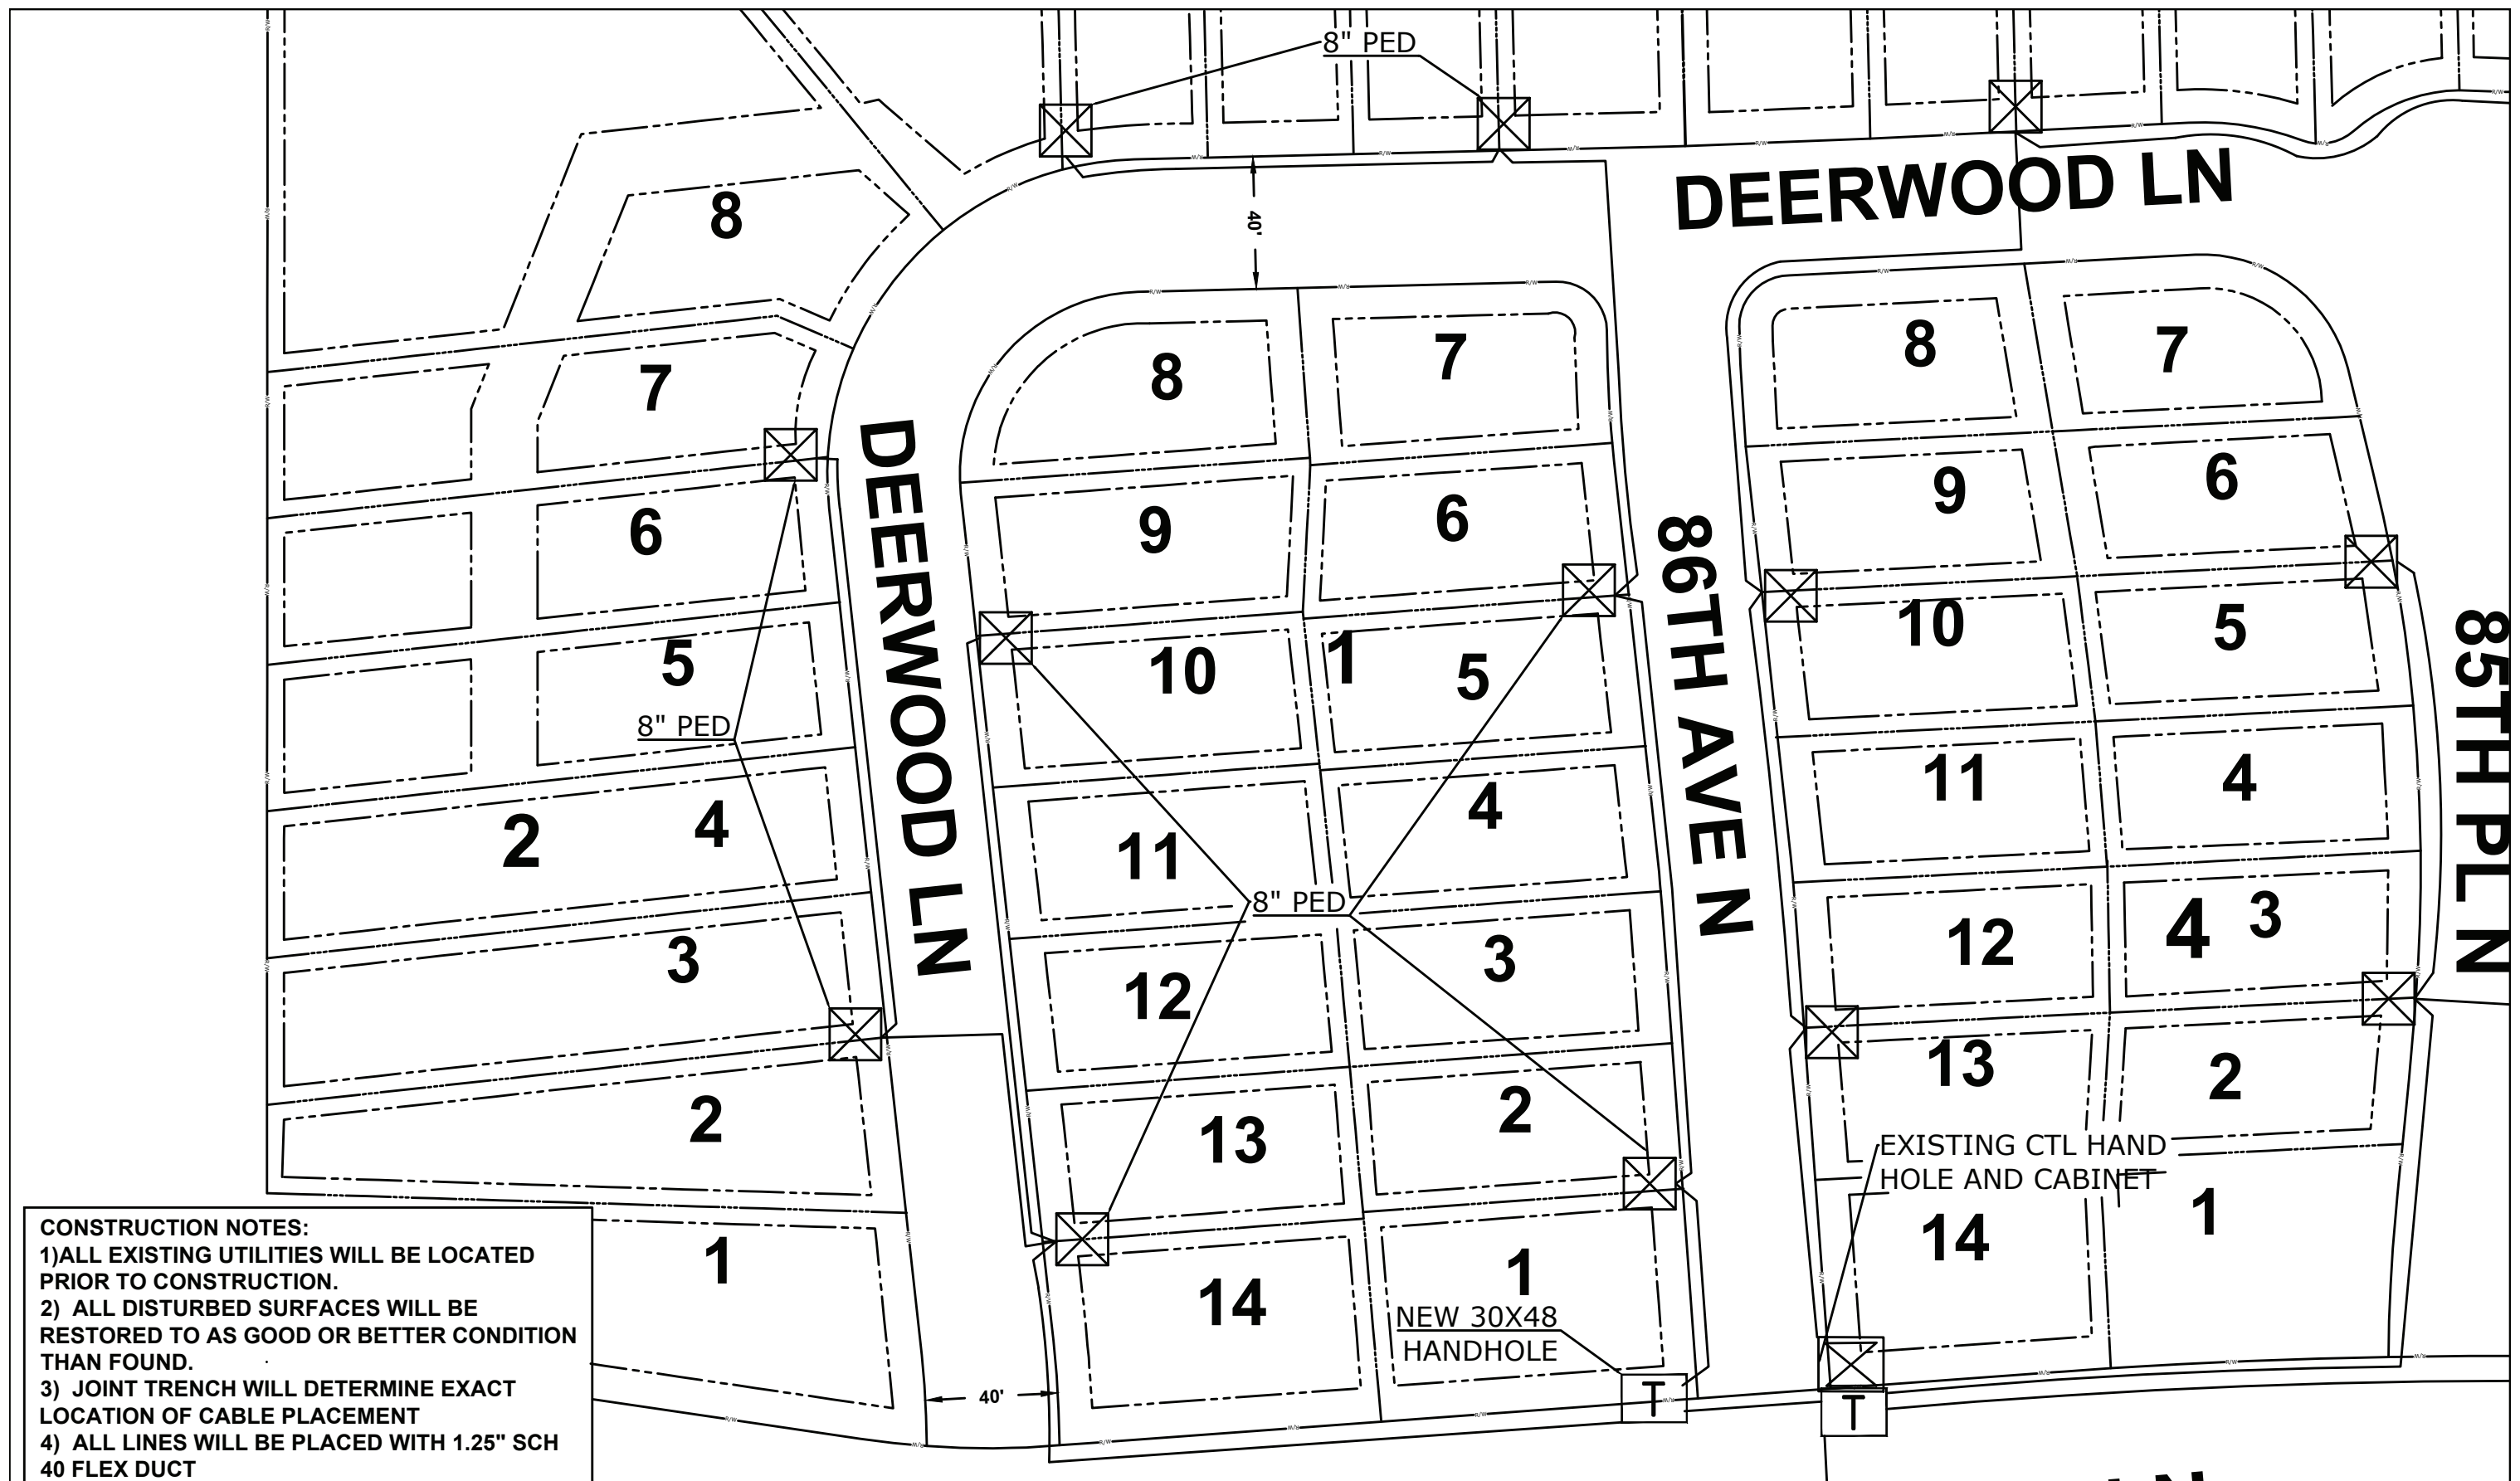 8" PED
DEERWOOD LN
40'
8
7
6
5
8" PED
4
2
3
2
1
DEERWOOD LN
8
7
9
6
10
1
5
11
4
8" PED
12
3
13
2
14
1
NEW 30X48
HANDHOLE
T
40'
86TH AVE N
8
7
9
6
10
5
11
4
12
4
3
13
2
EXISTING CTL HAND
HOLE AND CABINET
14
1
T
85TH PL N
R/W
CONSTRUCTION NOTES:
1)ALL EXISTING UTILITIES WILL BE LOCATED
PRIOR TO CONSTRUCTION.
2) ALL DISTURBED SURFACES WILL BE
RESTORED TO AS GOOD OR BETTER CONDITION
THAN FOUND.
3) JOINT TRENCH WILL DETERMINE EXACT
LOCATION OF CABLE PLACEMENT
4) ALL LINES WILL BE PLACED WITH 1.25" SCH
40 FLEX DUCT